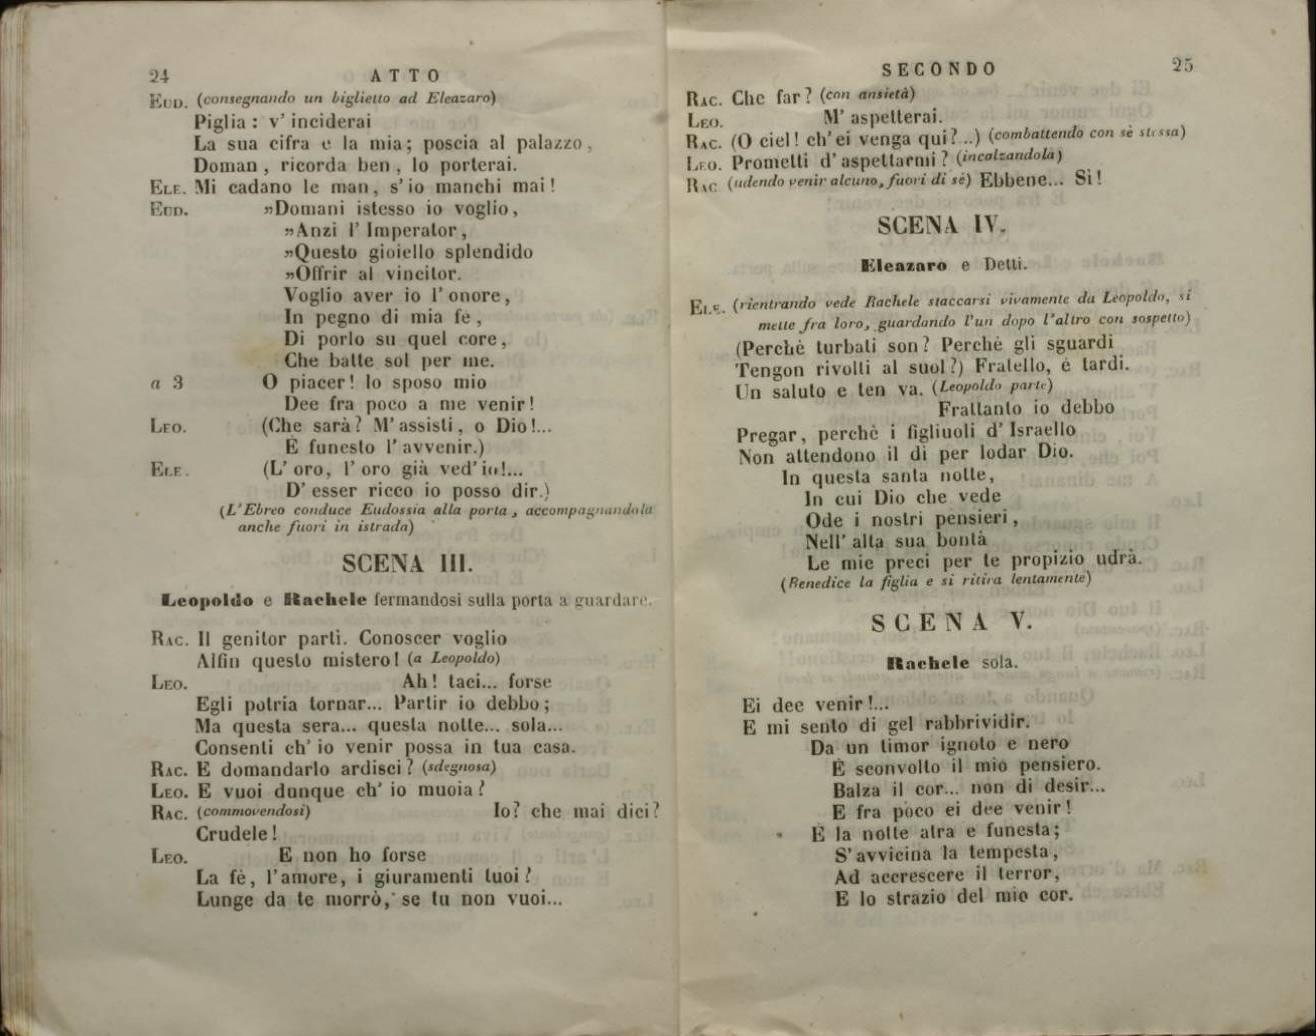 24
ATTO
Eud. (consegnando un biglietto ad Eleazaro)
Piglia: v' inciderai
La sua cifra e la mia; poscia al palazzo,
Doman, ricorda ben, lo porterai.
Ele. Mi cadano le man, s' io manchi mai!
Eud. »Domani istesso io voglio,
»Anzi l' Imperator,
»Questo gioiello splendido
»Offrir al vincitor.
Voglio aver io l' onore,
In pegno di mia fe,
Di porlo su quel core,
Che batte sol per me.
a 3 O piacer! lo sposo mio
Dee fra poco a me venir!
Leo. (Che sarà? M' assisti, o Dio!...
È funesto l' avvenir.)
Ele. (L' oro, l' oro già ved' io!...
D' esser ricco io posso dir.)
(L'Ebreo conduce Eudossia alla porta, accompagnandola
anche fuori in istrada)
SCENA III.
Leopoldo e Rachele fermandosi sulla porta a guardare.
Rac. Il genitor partì. Conoscer voglio
Alfin questo mistero! (a Leopoldo)
Leo. Ah! taci... forse
Egli potria tornar... Partir io debbo;
Ma questa sera... questa notte... sola...
Consenti ch' io venir possa in tua casa.
Rac. E domandarlo ardisci? (sdegnosa)
Leo. E vuoi dunque ch' io muoia?
Rac. (commovendosi) Io? che mai dici?
Crudele!
Leo. E non ho forse
La fè, l'amore, i giuramenti tuoi?
Lunge da te morrò, se tu non vuoi...
SECONDO
25
Rac. Che far? (con ansietà)
Leo. M' aspetterai.
Rac. (O ciel! ch' ei venga qui?...) (combattendo con sè stessa)
Leo. Prometti d' aspettarmi? (incalzandola)
Rac (udendo venir alcuno, fuori di sè) Ebbene... Sì!
SCENA IV.
Eleazaro e Detti.
Ele. (rientrando vede Rachele staccarsi vivamente da Leopoldo, si
mette fra loro, guardando l'un dopo l'altro con sospetto)
(Perchè turbati son? Perchè gli sguardi
Tengon rivolti al suol?) Fratello, è tardi.
Un saluto e ten va. (Leopoldo parte)
Frattanto io debbo
Pregar, perchè i figliuoli d' Israello
Non attendono il dì per lodar Dio.
In questa santa notte,
In cui Dio che vede
Ode i nostri pensieri,
Nell' alta sua bontà
Le mie preci per te propizio udrà.
(Benedice la figlia e si ritira lentamente)
SCENA V.
Rachele sola.
Ei dee venir!...
E mi sento di gel rabbrividir.
Da un timor ignoto e nero
È sconvolto il mio pensiero.
Balza il cor... non di desir...
E fra poco ei dee venir!
È la notte atra e funesta;
S' avvicina la tempesta,
Ad accrescere il terror,
E lo strazio del mio cor.